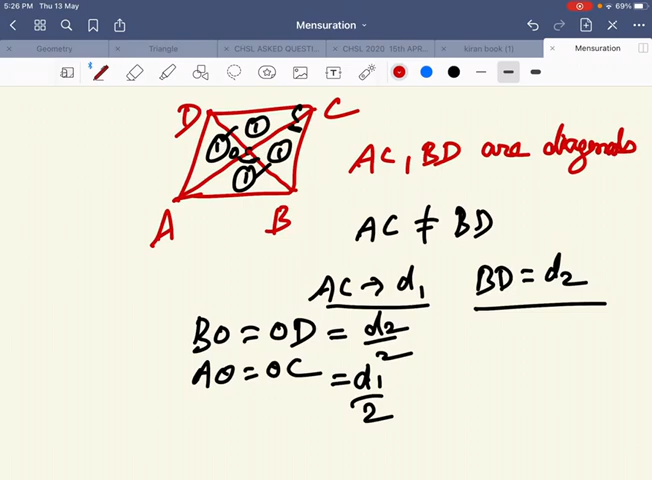 5:26 PM Thu 13 May
69%
Mensuration
Geometry
Triangle
CHSL ASKED QUESTI...
CHSL 2020 15th APR...
kiran book (1)
Mensuration
D C
1 1 1 1
O
A B
AC, BD are diagonals
AC ≠ BD
AC → d1 BD = d2
BO = OD = d2/2
AO = OC = d1/2